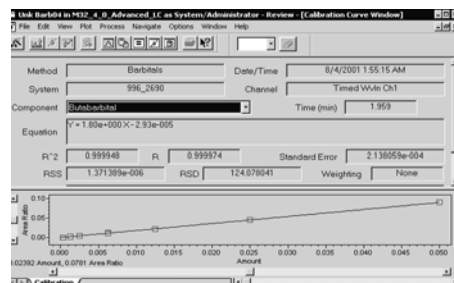 Unk Barb04 in M32_4_0_Advanced_LC as System/Administrator - Review - [Calibration Curve Window]
File Edit View Plot Process Navigate Options Window Help
Method Barbitals Date/Time 8/4/2001 1:55:15 AM
System 996_2690 Channel Timed Wvln Ch1
Component Butabarbital Time (min) 1.959
Equation Y = 1.80e+000 X - 2.93e-005
R^2 0.999948 R 0.999974 Standard Error 2.138059e-004
RSS 1.371389e-006 RSD 124.078041 Weighting None
Area Ratio
0.10
0.05
0.00
0.000 0.005 0.010 0.015 0.020 0.025 0.030 0.035 0.040 0.045 0.050
0.02392 Amount, 0.0781 Area Ratio Amount
Calibration